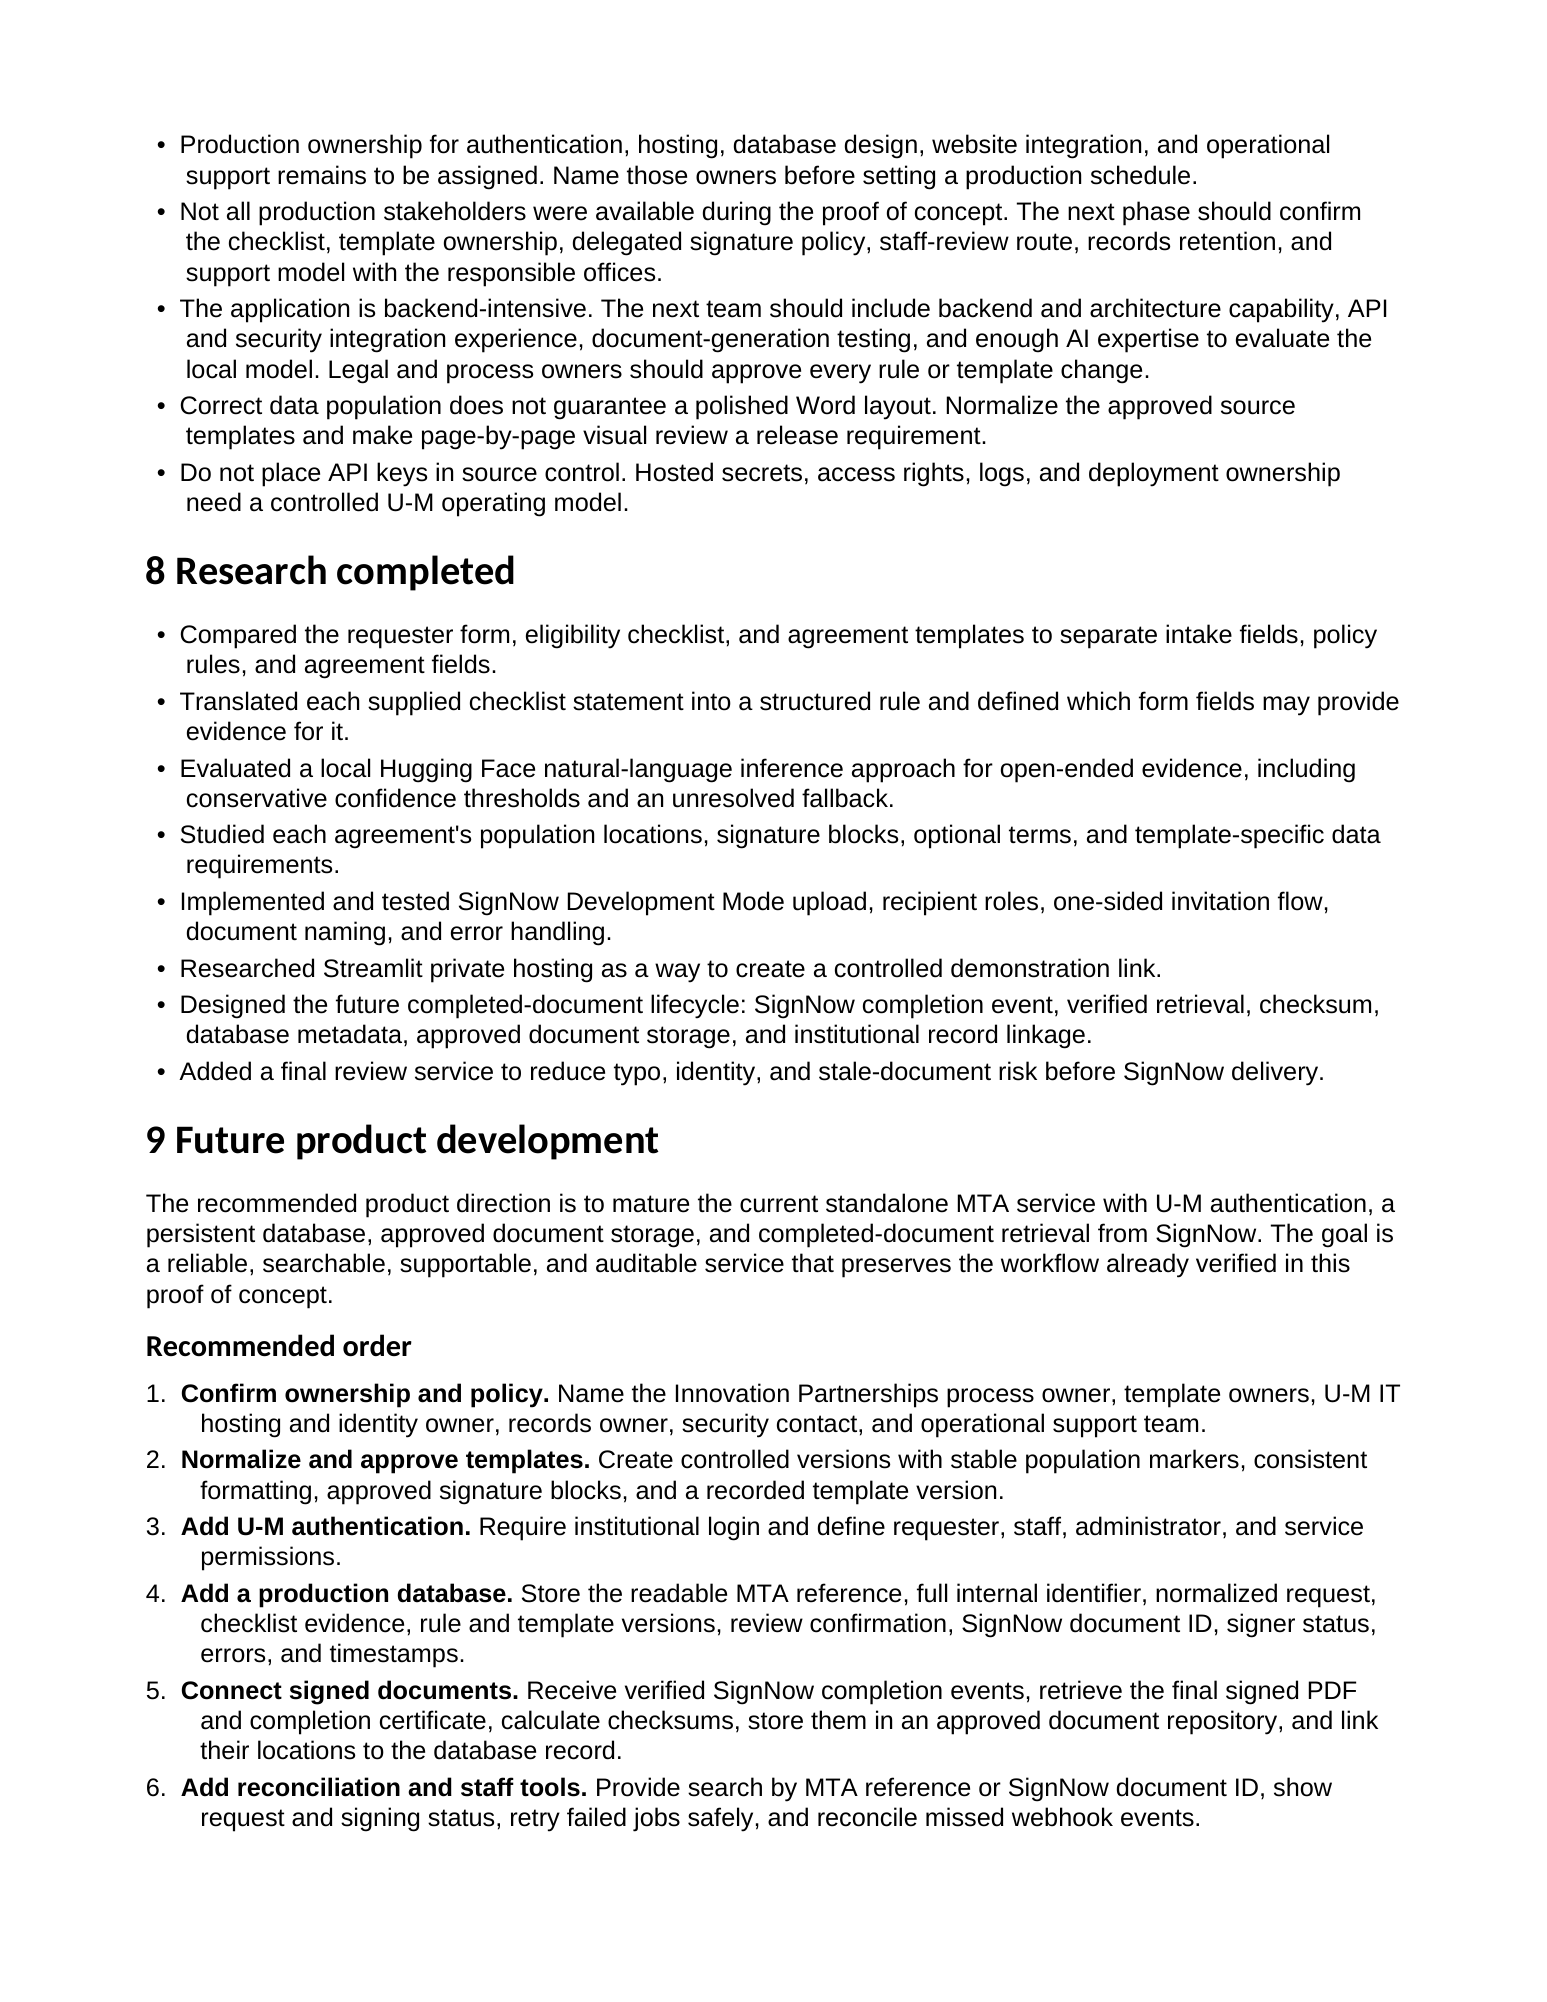 • Production ownership for authentication, hosting, database design, website integration, and operational
support remains to be assigned. Name those owners before setting a production schedule.
• Not all production stakeholders were available during the proof of concept. The next phase should confirm
the checklist, template ownership, delegated signature policy, staff-review route, records retention, and
support model with the responsible offices.
• The application is backend-intensive. The next team should include backend and architecture capability, API
and security integration experience, document-generation testing, and enough AI expertise to evaluate the
local model. Legal and process owners should approve every rule or template change.
• Correct data population does not guarantee a polished Word layout. Normalize the approved source
templates and make page-by-page visual review a release requirement.
• Do not place API keys in source control. Hosted secrets, access rights, logs, and deployment ownership
need a controlled U-M operating model.
8 Research completed
• Compared the requester form, eligibility checklist, and agreement templates to separate intake fields, policy
rules, and agreement fields.
• Translated each supplied checklist statement into a structured rule and defined which form fields may provide
evidence for it.
• Evaluated a local Hugging Face natural-language inference approach for open-ended evidence, including
conservative confidence thresholds and an unresolved fallback.
• Studied each agreement's population locations, signature blocks, optional terms, and template-specific data
requirements.
• Implemented and tested SignNow Development Mode upload, recipient roles, one-sided invitation flow,
document naming, and error handling.
• Researched Streamlit private hosting as a way to create a controlled demonstration link.
• Designed the future completed-document lifecycle: SignNow completion event, verified retrieval, checksum,
database metadata, approved document storage, and institutional record linkage.
• Added a final review service to reduce typo, identity, and stale-document risk before SignNow delivery.
9 Future product development
The recommended product direction is to mature the current standalone MTA service with U-M authentication, a
persistent database, approved document storage, and completed-document retrieval from SignNow. The goal is
a reliable, searchable, supportable, and auditable service that preserves the workflow already verified in this
proof of concept.
Recommended order
1. Confirm ownership and policy. Name the Innovation Partnerships process owner, template owners, U-M IT
hosting and identity owner, records owner, security contact, and operational support team.
2. Normalize and approve templates. Create controlled versions with stable population markers, consistent
formatting, approved signature blocks, and a recorded template version.
3. Add U-M authentication. Require institutional login and define requester, staff, administrator, and service
permissions.
4. Add a production database. Store the readable MTA reference, full internal identifier, normalized request,
checklist evidence, rule and template versions, review confirmation, SignNow document ID, signer status,
errors, and timestamps.
5. Connect signed documents. Receive verified SignNow completion events, retrieve the final signed PDF
and completion certificate, calculate checksums, store them in an approved document repository, and link
their locations to the database record.
6. Add reconciliation and staff tools. Provide search by MTA reference or SignNow document ID, show
request and signing status, retry failed jobs safely, and reconcile missed webhook events.